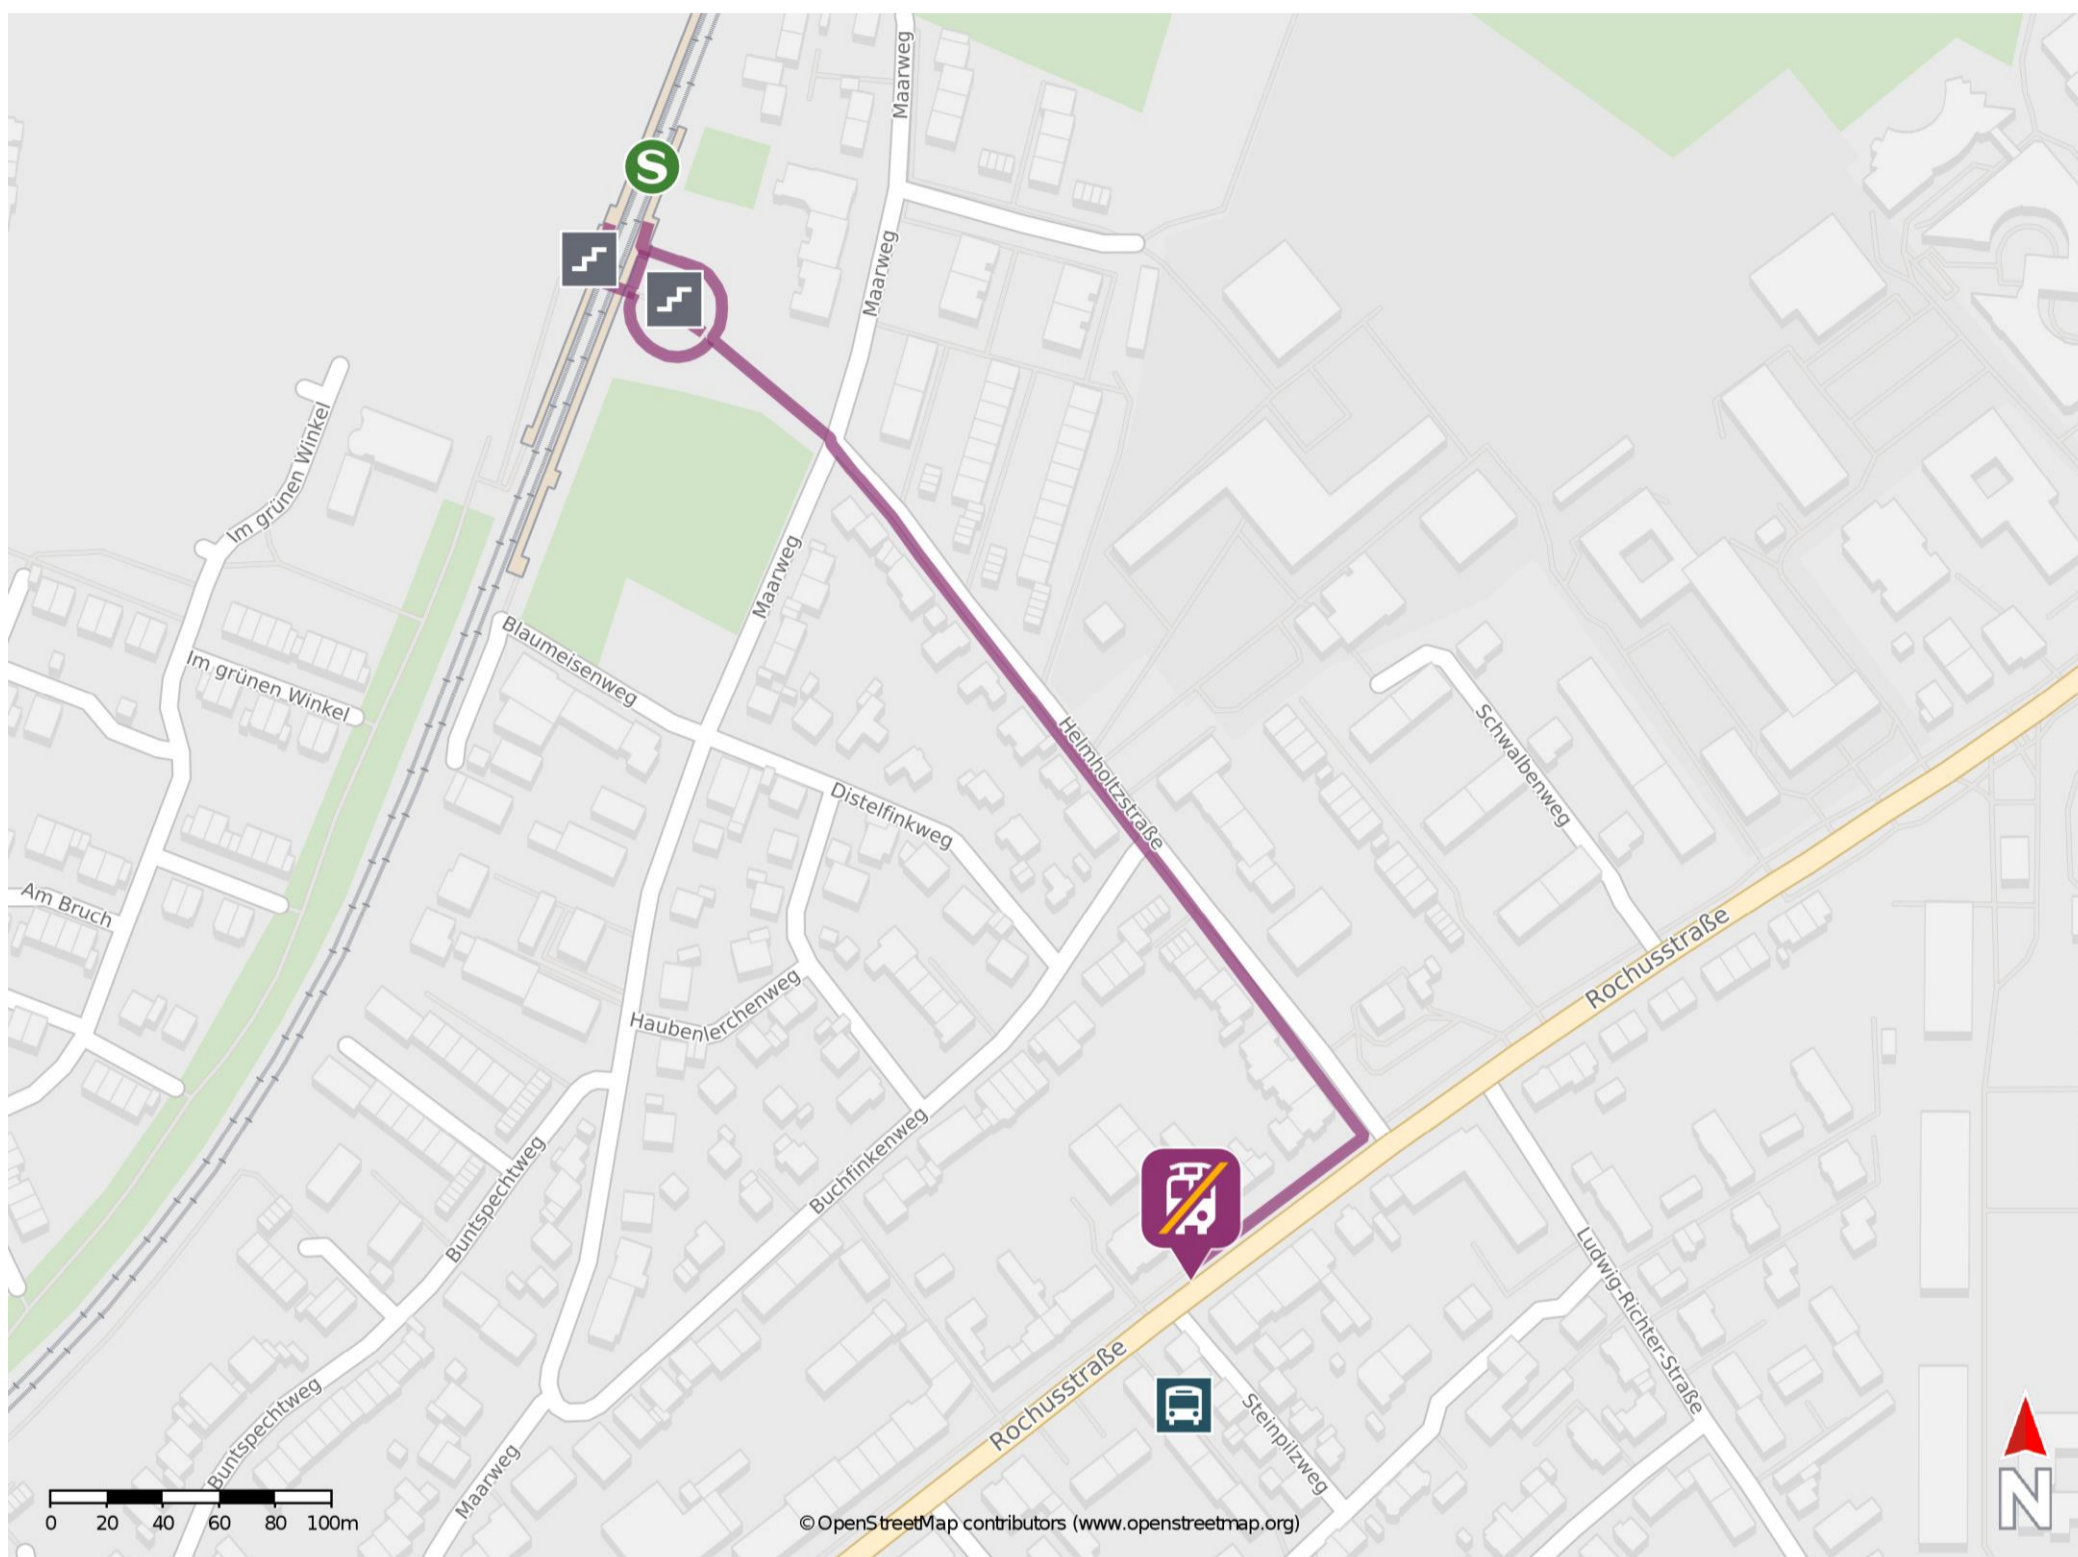 Maarweg
S
Maarweg
Im grünen Winkel
Maarweg
Blaumeisenweg
Im grünen Winkel
Helmholtzstraße
Schwalbenweg
Distelfinkweg
Am Bruch
Rochusstraße
Haubenlerchenweg
Buchfinkenweg
Buntspechtweg
Ludwig-Richter-Straße
Rochusstraße
Steinpilzweg
Buntspechtweg
Maarweg
N
0 20 40 60 80 100m
© OpenStreetMap contributors (www.openstreetmap.org)